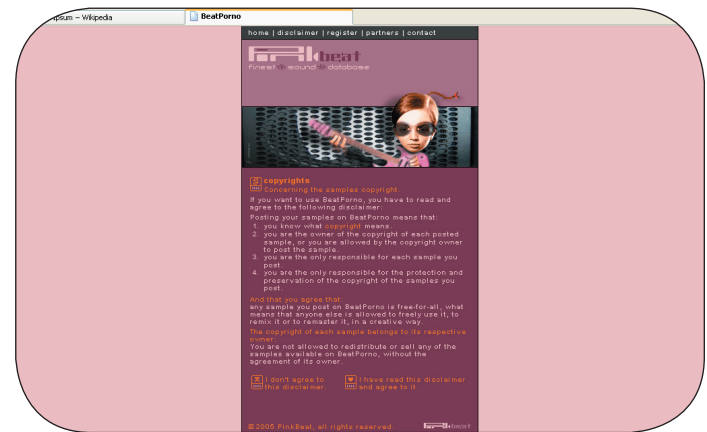 ipsum – Wikipedia
BeatPorno
home | disclaimer | register | partners | contact
beat
finest sound database
copyrights
Concerning the samples copyright.
If you want to use BeatPorno, you have to read and
agree to the following disclaimer:
Posting your samples on BeatPorno means that:
1. you know what copyright means.
2. you are the owner of the copyright of each posted
sample, or you are allowed by the copyright owner
to post the sample.
3. you are the only responsible for each sample you
post.
4. you are the only responsible for the protection and
preservation of the copyright of the samples you
post.
And that you agree that:
any sample you post on BeatPorno is free-for-all, what
means that anyone else is allowed to freely use it, to
remix it or to remaster it, in a creative way.
The copyright of each sample belongs to its respective
owner:
You are not allowed to redistribute or sell any of the
samples available on BeatPorno, without the
agreement of its owner.
I don't agree to
this disclaimer.
I have read this disclaimer
and agree to it.
©2005 PinkBeat; all rights reserved.
beat